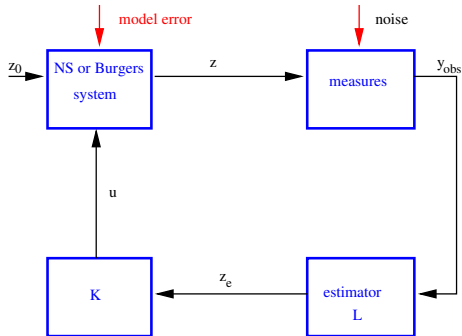 model error
noise
z0
NS or Burgers
system
z
measures
yobs
u
ze
K
estimator
L